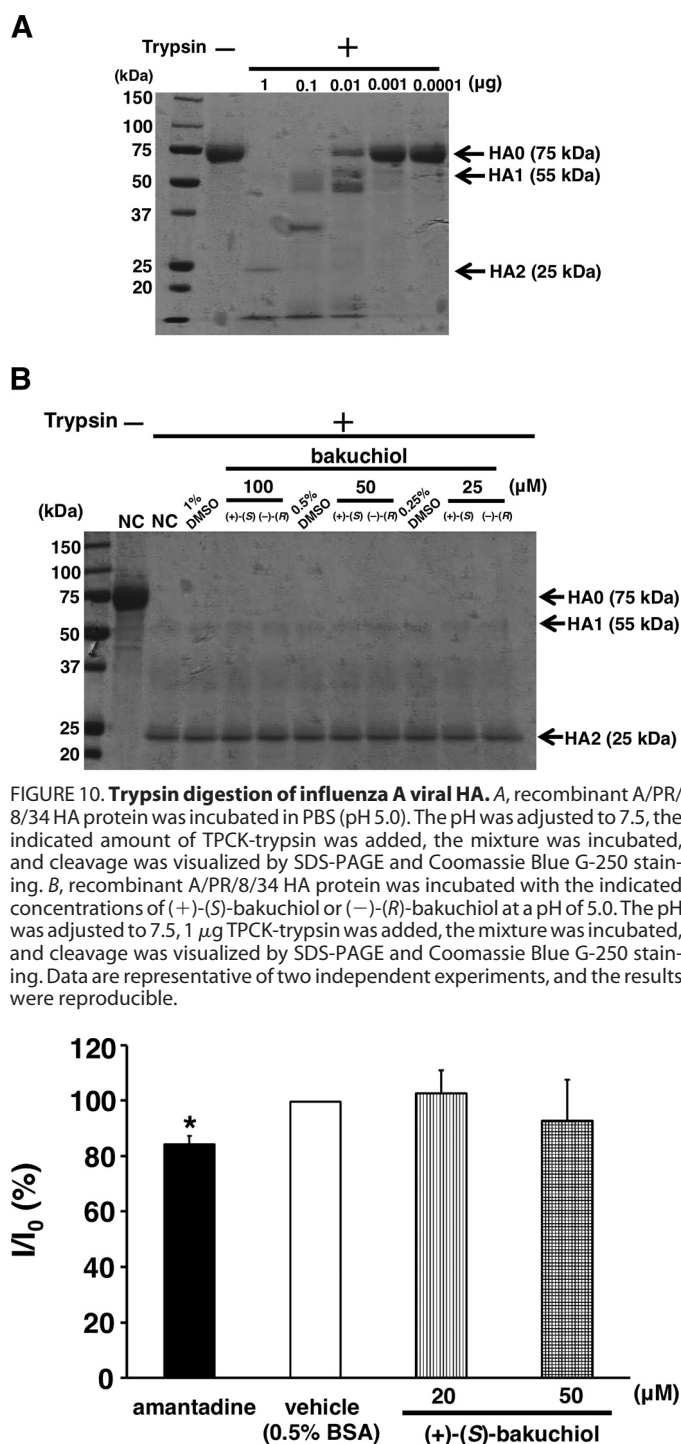 A
Trypsin — +
(kDa) 1 0.1 0.01 0.001 0.0001 (μg)
150
100
75
50
37
25
20
HA0 (75 kDa)
HA1 (55 kDa)
HA2 (25 kDa)
B
Trypsin — +
bakuchiol
100 50 25 (μM)
(kDa) NC NC 1% DMSO (+)-(S) (−)-(R) 0.5% DMSO (+)-(S) (−)-(R) 0.25% DMSO (+)-(S) (−)-(R)
150
100
75
50
37
25
20
HA0 (75 kDa)
HA1 (55 kDa)
HA2 (25 kDa)
FIGURE 10. Trypsin digestion of influenza A viral HA. A, recombinant A/PR/
8/34 HA protein was incubated in PBS (pH 5.0). The pH was adjusted to 7.5, the
indicated amount of TPCK-trypsin was added, the mixture was incubated,
and cleavage was visualized by SDS-PAGE and Coomassie Blue G-250 stain-
ing. B, recombinant A/PR/8/34 HA protein was incubated with the indicated
concentrations of (+)-(S)-bakuchiol or (−)-(R)-bakuchiol at a pH of 5.0. The pH
was adjusted to 7.5, 1 μg TPCK-trypsin was added, the mixture was incubated,
and cleavage was visualized by SDS-PAGE and Coomassie Blue G-250 stain-
ing. Data are representative of two independent experiments, and the results
were reproducible.
I/I0 (%)
120
100
80
60
40
20
0
*
amantadine vehicle 20 50 (μM)
(0.5% BSA) (+)-(S)-bakuchiol